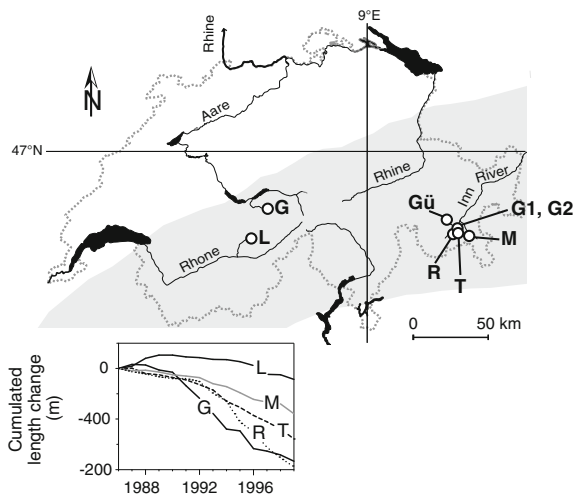 9°E
Rhine
N
Aare
47°N
Rhine
Inn
River
Gü
G1, G2
G
L
M
R
T
Rhone
0 50 km
Cumulated
length change
(m)
0
-400
-200
L
M
T
R
G
1988 1992 1996